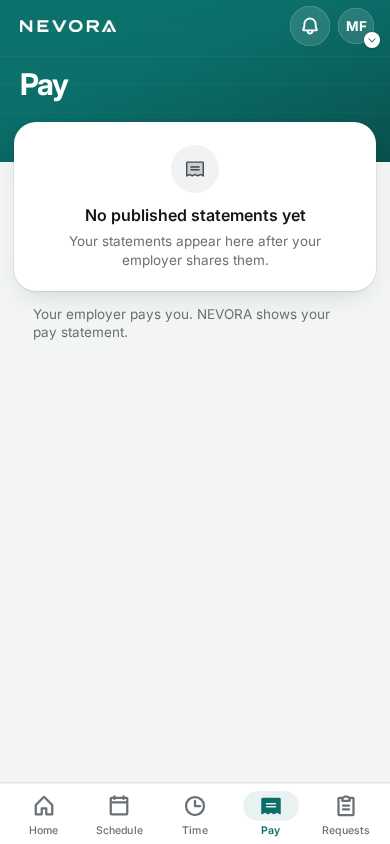 NEVORA
MF
Pay
No published statements yet
Your statements appear here after your
employer shares them.
Your employer pays you. NEVORA shows your
pay statement.
Home
Schedule
Time
Pay
Requests